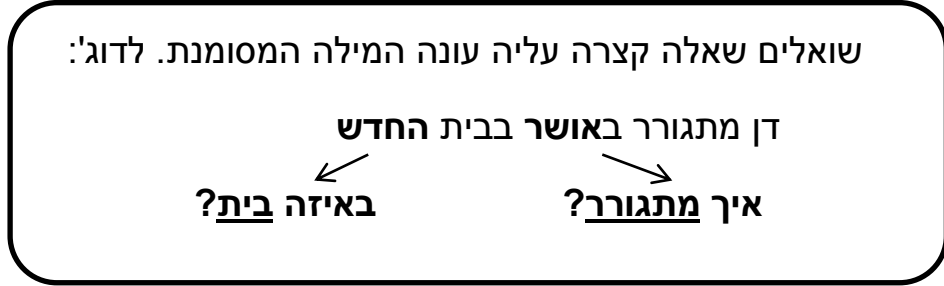 שואלים שאלה קצרה עליה עונה המילה המסומנת. לדוג':
דן מתגורר באושר בבית החדש
איך מתגורר? באיזה בית?